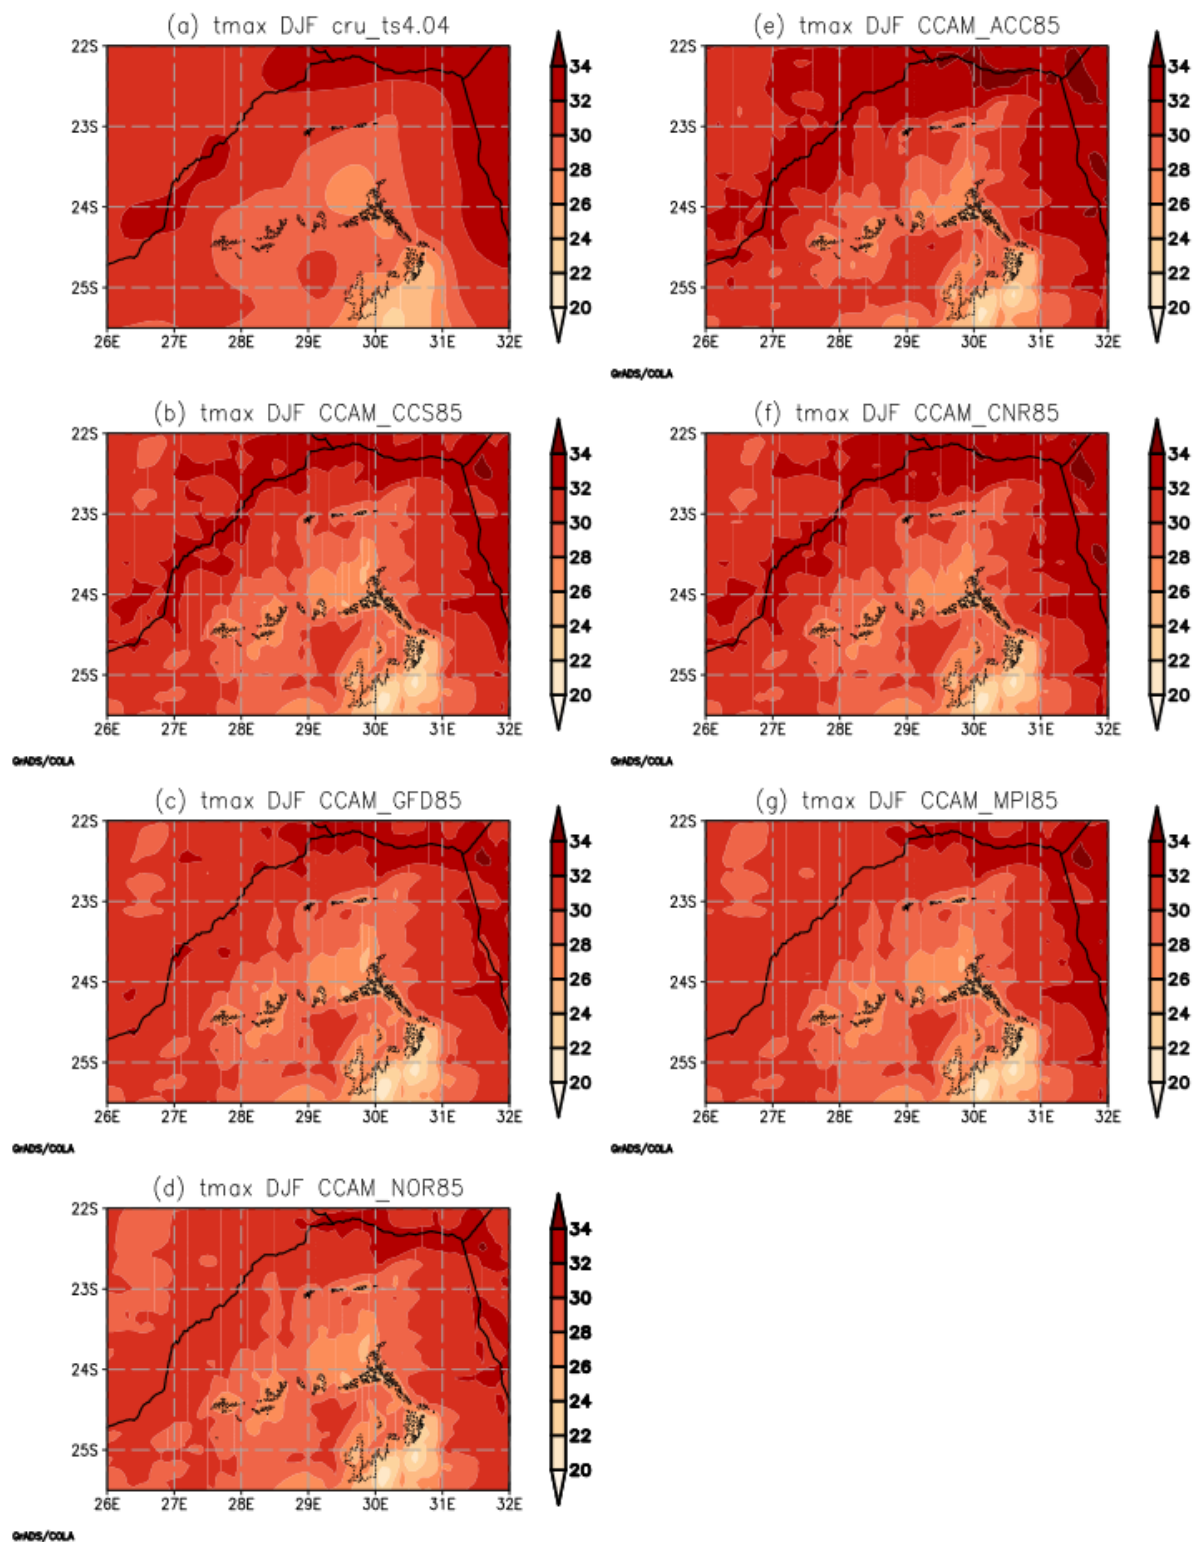 (a) tmax DJF cru_ts4.04
22S
23S
24S
25S
26E 27E 28E 29E 30E 31E 32E
34
32
30
28
26
24
22
20
(e) tmax DJF CCAM_ACC85
22S
23S
24S
25S
26E 27E 28E 29E 30E 31E 32E
34
32
30
28
26
24
22
20
GrADS/COLA
(b) tmax DJF CCAM_CCS85
22S
23S
24S
25S
26E 27E 28E 29E 30E 31E 32E
34
32
30
28
26
24
22
20
GrADS/COLA
(f) tmax DJF CCAM_CNR85
22S
23S
24S
25S
26E 27E 28E 29E 30E 31E 32E
34
32
30
28
26
24
22
20
GrADS/COLA
(c) tmax DJF CCAM_GFD85
22S
23S
24S
25S
26E 27E 28E 29E 30E 31E 32E
34
32
30
28
26
24
22
20
GrADS/COLA
(g) tmax DJF CCAM_MPI85
22S
23S
24S
25S
26E 27E 28E 29E 30E 31E 32E
34
32
30
28
26
24
22
20
GrADS/COLA
(d) tmax DJF CCAM_NOR85
22S
23S
24S
25S
26E 27E 28E 29E 30E 31E 32E
34
32
30
28
26
24
22
20
GrADS/COLA